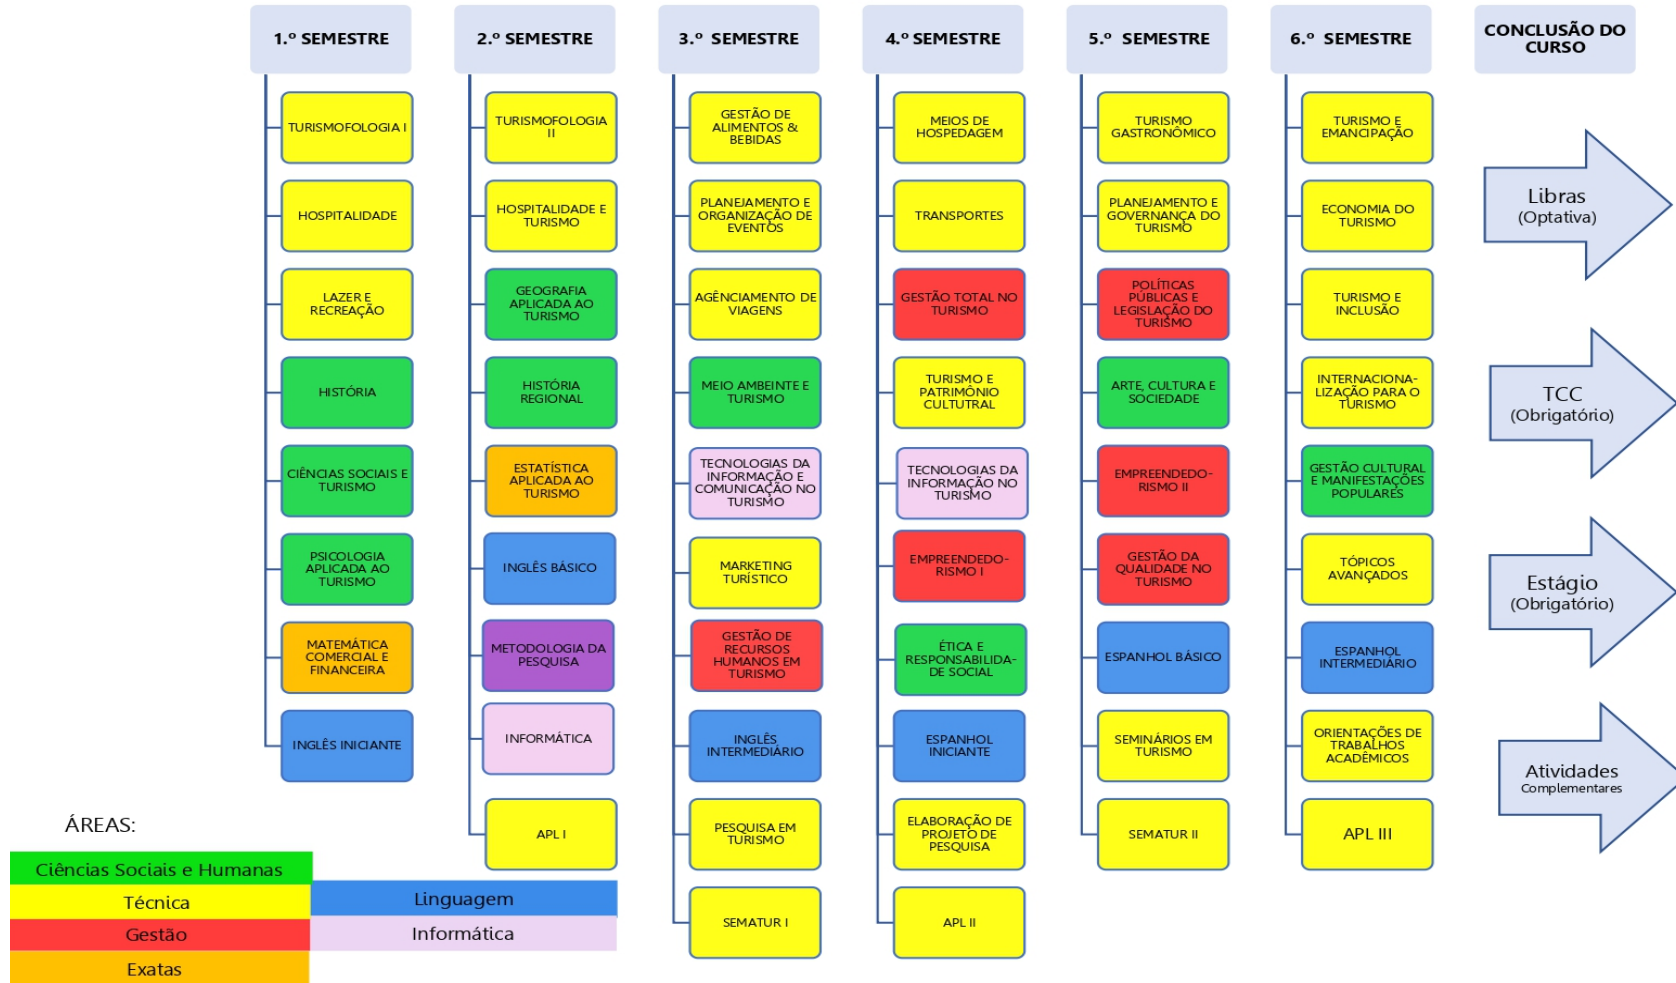 1.º SEMESTRE
TURISMOFOLOGIA I
HOSPITALIDADE
LAZER E
RECREAÇÃO
HISTÓRIA
CIÊNCIAS SOCIAIS E
TURISMO
PSICOLOGIA
APLICADA AO
TURISMO
MATEMÁTICA
COMERCIAL E
FINANCEIRA
INGLÊS INICIANTE
2.º SEMESTRE
TURISMOFOLOGIA
II
HOSPITALIDADE E
TURISMO
GEOGRAFIA
APLICADA AO
TURISMO
HISTÓRIA
REGIONAL
ESTATÍSTICA
APLICADA AO
TURISMO
INGLÊS BÁSICO
METODOLOGIA DA
PESQUISA
INFORMÁTICA
APL I
3.º SEMESTRE
GESTÃO DE
ALIMENTOS &
BEBIDAS
PLANEJAMENTO E
ORGANIZAÇÃO DE
EVENTOS
AGÊNCIAMENTO DE
VIAGENS
MEIO AMBEINTE E
TURISMO
TECNOLOGIAS DA
INFORMAÇÃO E
COMUNICAÇÃO NO
TURISMO
MARKETING
TURÍSTICO
GESTÃO DE
RECURSOS
HUMANOS EM
TURISMO
INGLÊS
INTERMEDIÁRIO
PESQUISA EM
TURISMO
SEMATUR I
4.º SEMESTRE
MEIOS DE
HOSPEDAGEM
TRANSPORTES
GESTÃO TOTAL NO
TURISMO
TURISMO E
PATRIMÔNIO
CULTUTRAL
TECNOLOGIAS DA
INFORMAÇÃO NO
TURISMO
EMPREENDEDO-
RISMO I
ÉTICA E
RESPONSABILIDA-
DE SOCIAL
ESPANHOL
INICIANTE
ELABORAÇÃO DE
PROJETO DE
PESQUISA
APL II
5.º SEMESTRE
TURISMO
GASTRONÔMICO
PLANEJAMENTO E
GOVERNANÇA DO
TURISMO
POLÍTICAS
PÚBLICAS E
LEGISLAÇÃO DO
TURISMO
ARTE, CULTURA E
SOCIEDADE
EMPREENDEDO-
RISMO II
GESTÃO DA
QUALIDADE NO
TURISMO
ESPANHOL BÁSICO
SEMINÁRIOS EM
TURISMO
SEMATUR II
6.º SEMESTRE
TURISMO E
EMANCIPAÇÃO
ECONOMIA DO
TURISMO
TURISMO E
INCLUSÃO
INTERNACIONA-
LIZAÇÃO PARA O
TURISMO
GESTÃO CULTURAL
E MANIFESTAÇÕES
POPULARES
TÓPICOS
AVANÇADOS
ESPANHOL
INTERMEDIÁRIO
ORIENTAÇÕES DE
TRABALHOS
ACADÊMICOS
APL III
CONCLUSÃO DO
CURSO
Libras
(Optativa)
TCC
(Obrigatório)
Estágio
(Obrigatório)
Atividades
Complementares
ÁREAS:
Ciências Sociais e Humanas
Técnica
Gestão
Exatas
Linguagem
Informática